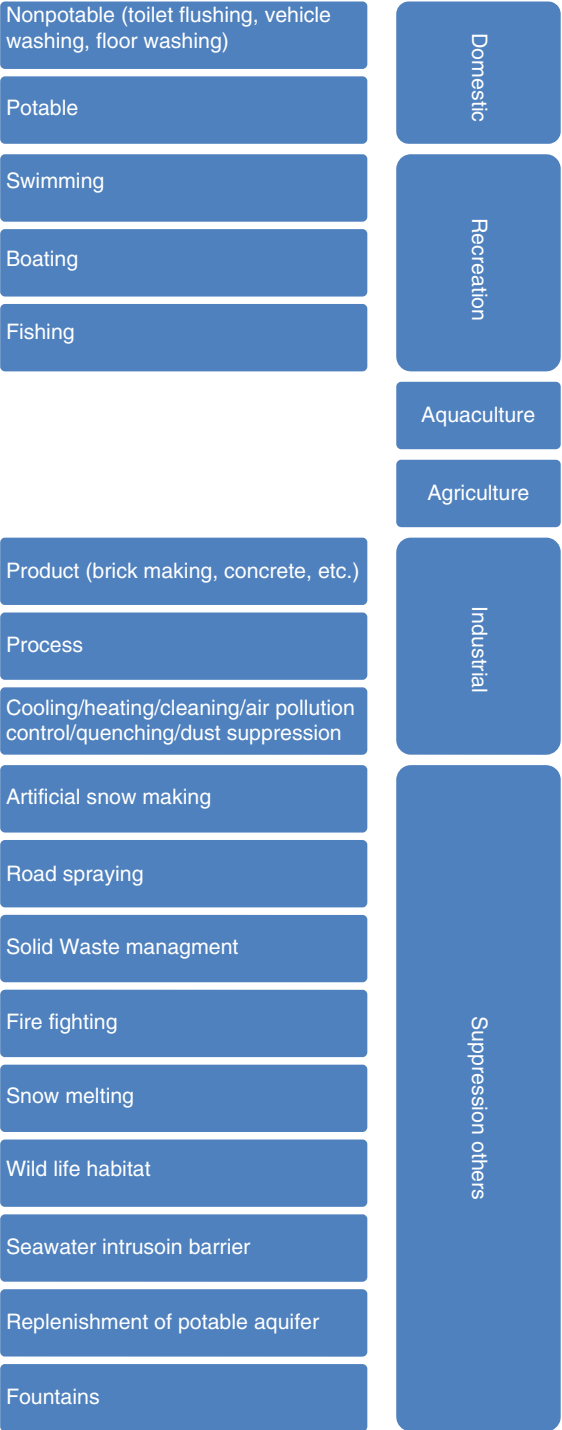 Nonpotable (toilet flushing, vehicle
washing, floor washing)
Potable
Domestic
Swimming
Boating
Fishing
Recreation
Aquaculture
Agriculture
Product (brick making, concrete, etc.)
Process
Cooling/heating/cleaning/air pollution
control/quenching/dust suppression
Industrial
Artificial snow making
Road spraying
Solid Waste managment
Fire fighting
Snow melting
Wild life habitat
Seawater intrusoin barrier
Replenishment of potable aquifer
Fountains
Suppression others